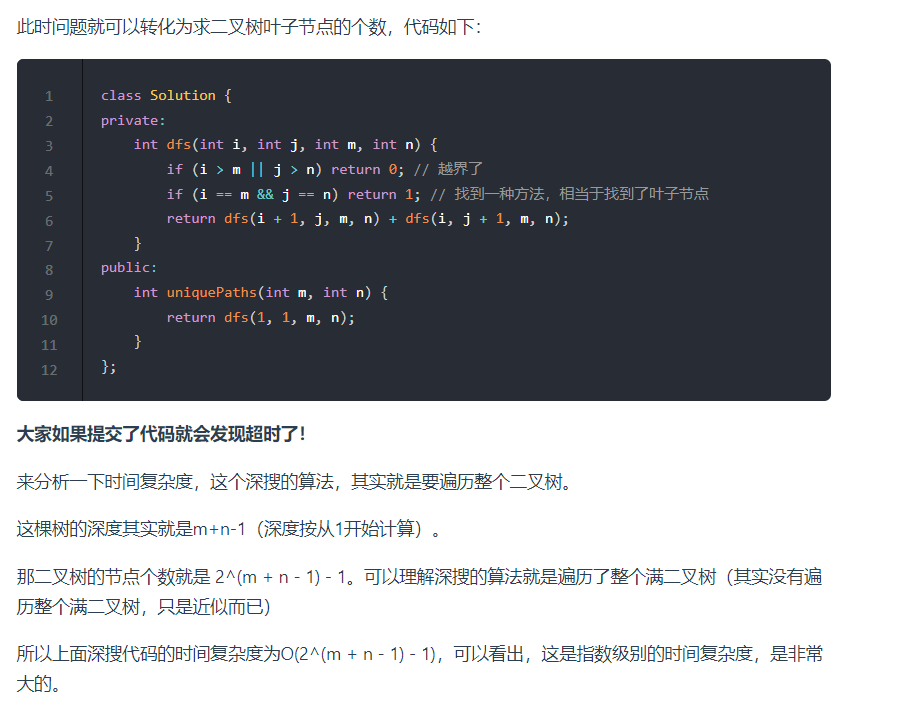 此时问题就可以转化为求二叉树叶子节点的个数，代码如下：
1 class Solution {
2 private:
3     int dfs(int i, int j, int m, int n) {
4         if (i > m || j > n) return 0; // 越界了
5         if (i == m && j == n) return 1; // 找到一种方法，相当于找到了叶子节点
6         return dfs(i + 1, j, m, n) + dfs(i, j + 1, m, n);
7     }
8 public:
9     int uniquePaths(int m, int n) {
10         return dfs(1, 1, m, n);
11     }
12 };
大家如果提交了代码就会发现超时了！
来分析一下时间复杂度，这个深搜的算法，其实就是要遍历整个二叉树。
这棵树的深度其实就是m+n-1（深度按从1开始计算）。
那二叉树的节点个数就是 2^(m + n - 1) - 1。可以理解深搜的算法就是遍历了整个满二叉树（其实没有遍
历整个满二叉树，只是近似而已）
所以上面深搜代码的时间复杂度为O(2^(m + n - 1) - 1)，可以看出，这是指数级别的时间复杂度，是非常
大的。